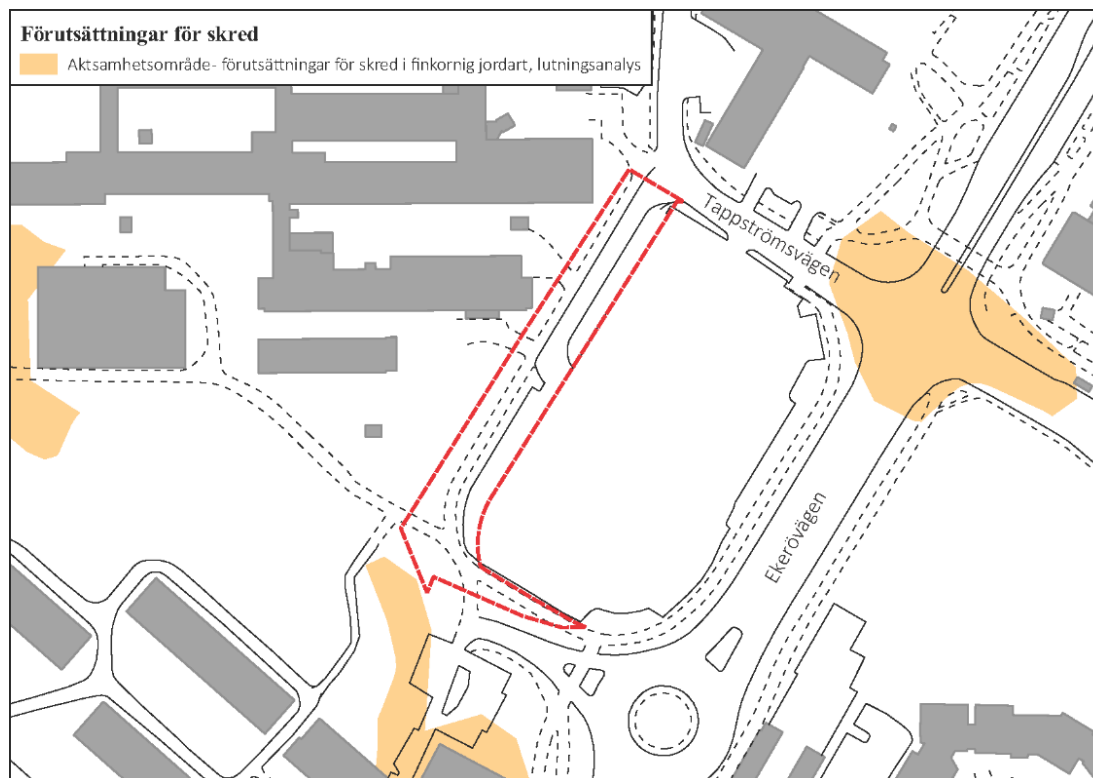 Förutsättningar för skred
Aktsamhetsområde- förutsättningar för skred i finkornig jordart, lutningsanalys
Tappströmsvägen
Ekerövägen